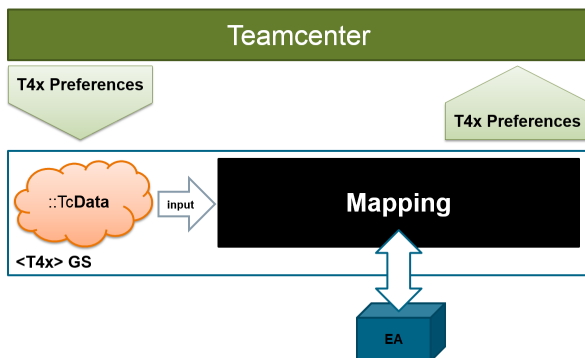 Teamcenter
T4x Preferences
T4x Preferences
::TcData
input
Mapping
<T4x> GS
EA